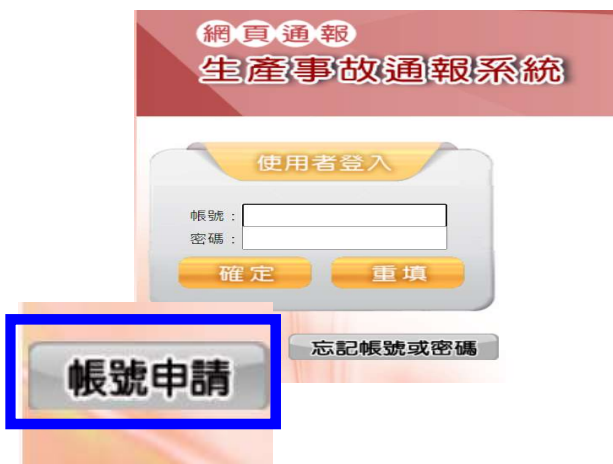 網頁通報
生產事故通報系統
使用者登入
帳號：
密碼：
確定 重填
忘記帳號或密碼
帳號申請